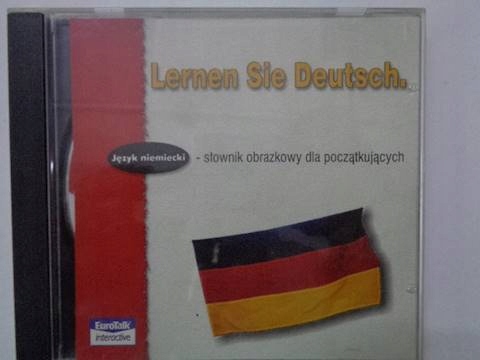 Lernen Sie Deutsch.
Język niemiecki - słownik obrazkowy dla początkujących
EuroTalk
interactive